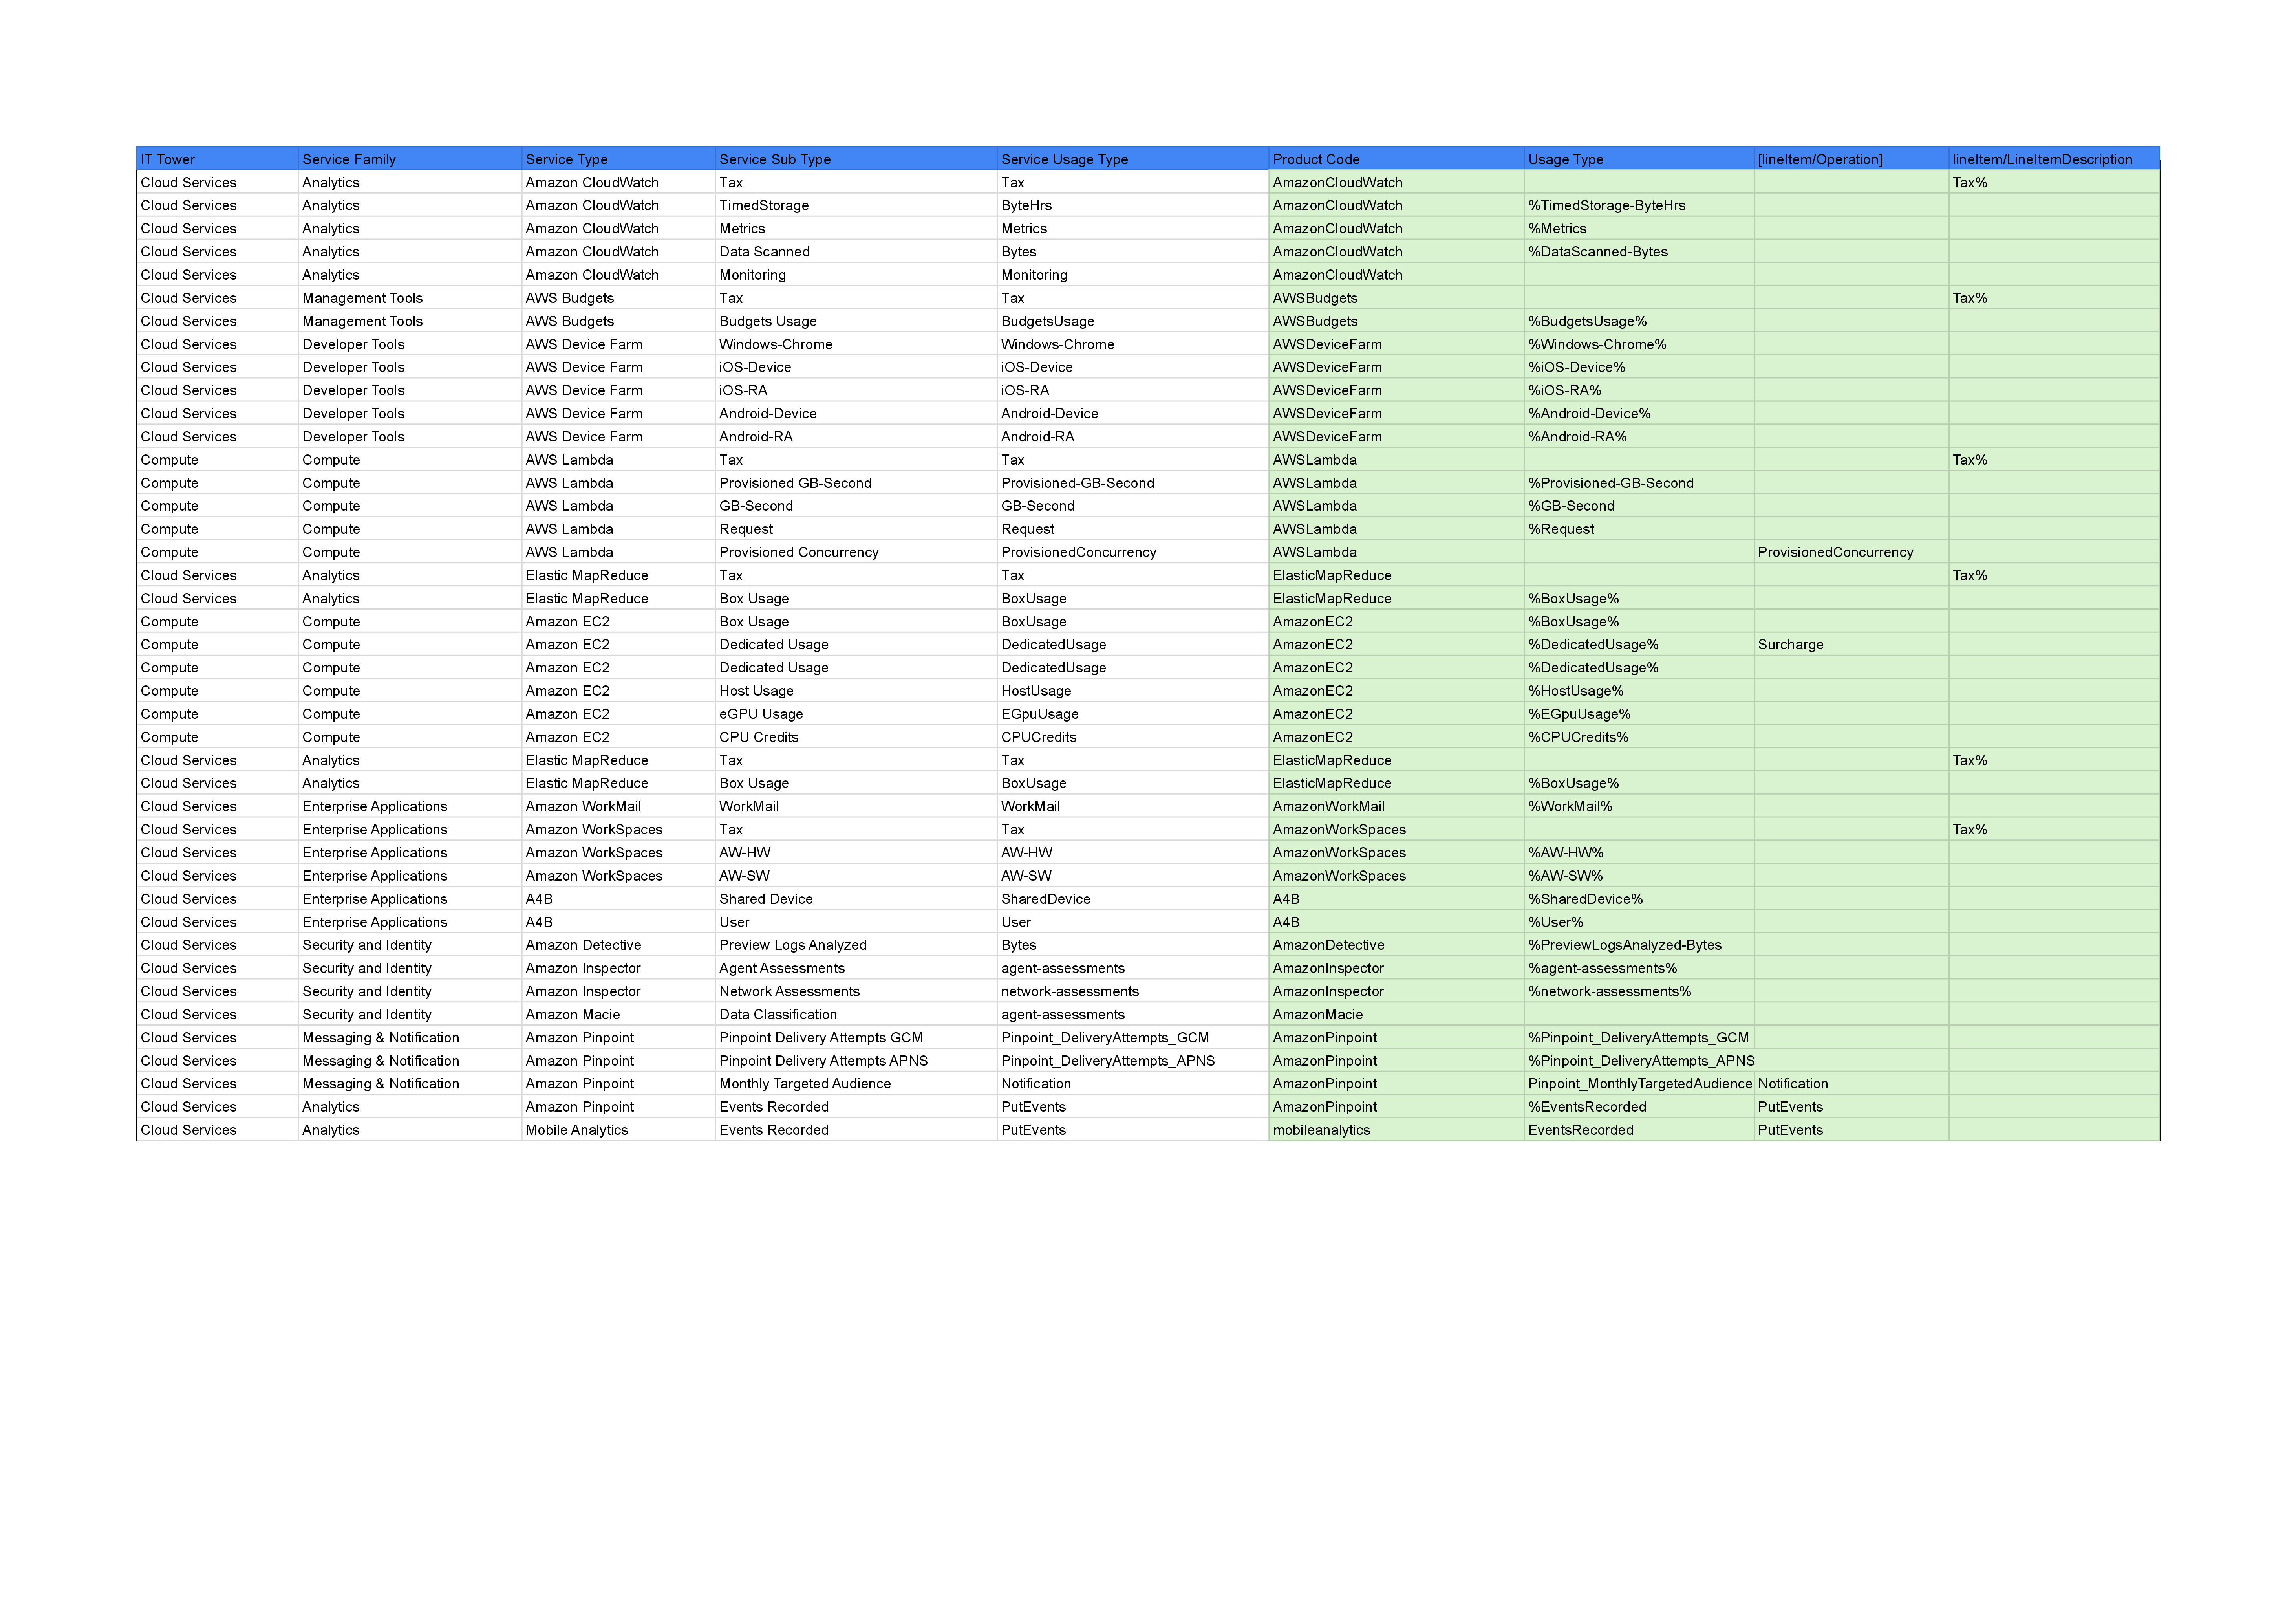 IT Tower Service Family Service Type Service Sub Type Service Usage Type Product Code Usage Type [lineItem/Operation] lineItem/LineItemDescription
Cloud Services Analytics Amazon CloudWatch Tax Tax AmazonCloudWatch Tax%
Cloud Services Analytics Amazon CloudWatch TimedStorage ByteHrs AmazonCloudWatch %TimedStorage-ByteHrs
Cloud Services Analytics Amazon CloudWatch Metrics Metrics AmazonCloudWatch %Metrics
Cloud Services Analytics Amazon CloudWatch Data Scanned Bytes AmazonCloudWatch %DataScanned-Bytes
Cloud Services Analytics Amazon CloudWatch Monitoring Monitoring AmazonCloudWatch
Cloud Services Management Tools AWS Budgets Tax Tax AWSBudgets Tax%
Cloud Services Management Tools AWS Budgets Budgets Usage BudgetsUsage AWSBudgets %BudgetsUsage%
Cloud Services Developer Tools AWS Device Farm Windows-Chrome Windows-Chrome AWSDeviceFarm %Windows-Chrome%
Cloud Services Developer Tools AWS Device Farm iOS-Device iOS-Device AWSDeviceFarm %iOS-Device%
Cloud Services Developer Tools AWS Device Farm iOS-RA iOS-RA AWSDeviceFarm %iOS-RA%
Cloud Services Developer Tools AWS Device Farm Android-Device Android-Device AWSDeviceFarm %Android-Device%
Cloud Services Developer Tools AWS Device Farm Android-RA Android-RA AWSDeviceFarm %Android-RA%
Compute Compute AWS Lambda Tax Tax AWSLambda Tax%
Compute Compute AWS Lambda Provisioned GB-Second Provisioned-GB-Second AWSLambda %Provisioned-GB-Second
Compute Compute AWS Lambda GB-Second GB-Second AWSLambda %GB-Second
Compute Compute AWS Lambda Request Request AWSLambda %Request
Compute Compute AWS Lambda Provisioned Concurrency ProvisionedConcurrency AWSLambda ProvisionedConcurrency
Cloud Services Analytics Elastic MapReduce Tax Tax ElasticMapReduce Tax%
Cloud Services Analytics Elastic MapReduce Box Usage BoxUsage ElasticMapReduce %BoxUsage%
Compute Compute Amazon EC2 Box Usage BoxUsage AmazonEC2 %BoxUsage%
Compute Compute Amazon EC2 Dedicated Usage DedicatedUsage AmazonEC2 %DedicatedUsage% Surcharge
Compute Compute Amazon EC2 Dedicated Usage DedicatedUsage AmazonEC2 %DedicatedUsage%
Compute Compute Amazon EC2 Host Usage HostUsage AmazonEC2 %HostUsage%
Compute Compute Amazon EC2 eGPU Usage EGpuUsage AmazonEC2 %EGpuUsage%
Compute Compute Amazon EC2 CPU Credits CPUCredits AmazonEC2 %CPUCredits%
Cloud Services Analytics Elastic MapReduce Tax Tax ElasticMapReduce Tax%
Cloud Services Analytics Elastic MapReduce Box Usage BoxUsage ElasticMapReduce %BoxUsage%
Cloud Services Enterprise Applications Amazon WorkMail WorkMail WorkMail AmazonWorkMail %WorkMail%
Cloud Services Enterprise Applications Amazon WorkSpaces Tax Tax AmazonWorkSpaces Tax%
Cloud Services Enterprise Applications Amazon WorkSpaces AW-HW AW-HW AmazonWorkSpaces %AW-HW%
Cloud Services Enterprise Applications Amazon WorkSpaces AW-SW AW-SW AmazonWorkSpaces %AW-SW%
Cloud Services Enterprise Applications A4B Shared Device SharedDevice A4B %SharedDevice%
Cloud Services Enterprise Applications A4B User User A4B %User%
Cloud Services Security and Identity Amazon Detective Preview Logs Analyzed Bytes AmazonDetective %PreviewLogsAnalyzed-Bytes
Cloud Services Security and Identity Amazon Inspector Agent Assessments agent-assessments AmazonInspector %agent-assessments%
Cloud Services Security and Identity Amazon Inspector Network Assessments network-assessments AmazonInspector %network-assessments%
Cloud Services Security and Identity Amazon Macie Data Classification agent-assessments AmazonMacie
Cloud Services Messaging & Notification Amazon Pinpoint Pinpoint Delivery Attempts GCM Pinpoint_DeliveryAttempts_GCM AmazonPinpoint %Pinpoint_DeliveryAttempts_GCM
Cloud Services Messaging & Notification Amazon Pinpoint Pinpoint Delivery Attempts APNS Pinpoint_DeliveryAttempts_APNS AmazonPinpoint %Pinpoint_DeliveryAttempts_APNS
Cloud Services Messaging & Notification Amazon Pinpoint Monthly Targeted Audience Notification AmazonPinpoint Pinpoint_MonthlyTargetedAudience Notification
Cloud Services Analytics Amazon Pinpoint Events Recorded PutEvents AmazonPinpoint %EventsRecorded PutEvents
Cloud Services Analytics Mobile Analytics Events Recorded PutEvents mobileanalytics EventsRecorded PutEvents